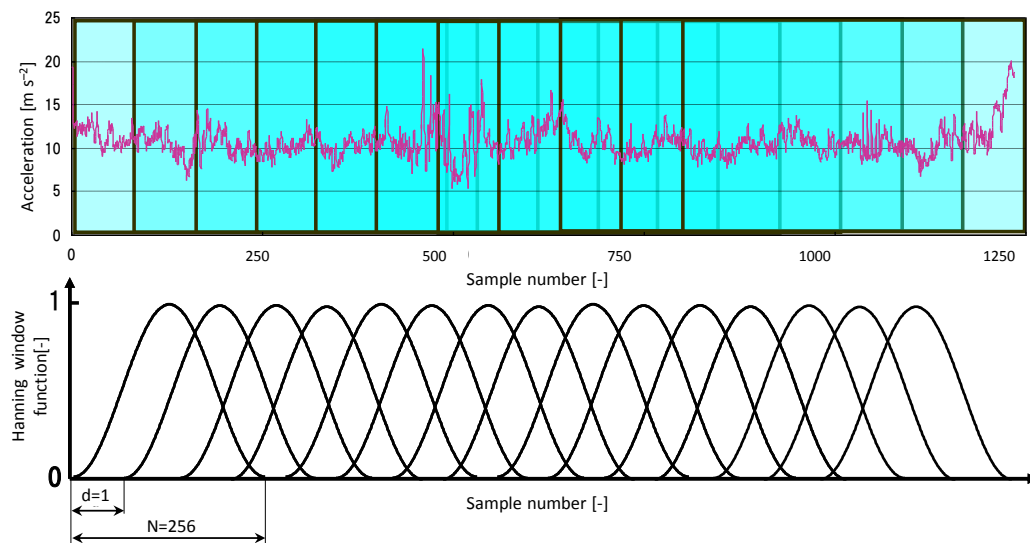 25
20
15
10
5
0
Acceleration [m s⁻²]
0 250 500 750 1000 1250
Sample number [-]
1
0
Hanning window
function[-]
d=1
Sample number [-]
N=256